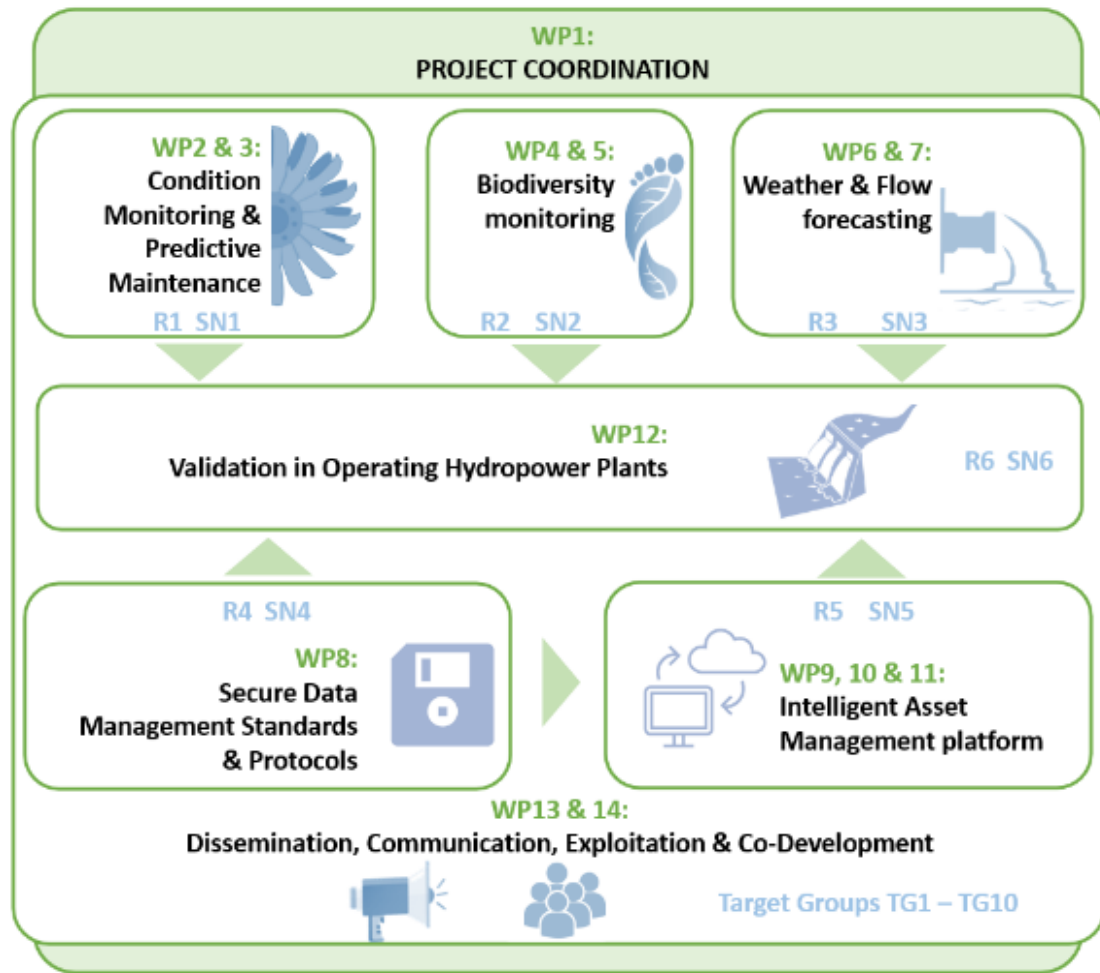 WP1:
PROJECT COORDINATION
WP2 & 3:
Condition
Monitoring &
Predictive
Maintenance
R1 SN1
WP4 & 5:
Biodiversity
monitoring
R2 SN2
WP6 & 7:
Weather & Flow
forecasting
R3 SN3
WP12:
Validation in Operating Hydropower Plants
R6 SN6
R4 SN4
WP8:
Secure Data
Management Standards
& Protocols
R5 SN5
WP9, 10 & 11:
Intelligent Asset
Management platform
WP13 & 14:
Dissemination, Communication, Exploitation & Co-Development
Target Groups TG1 – TG10